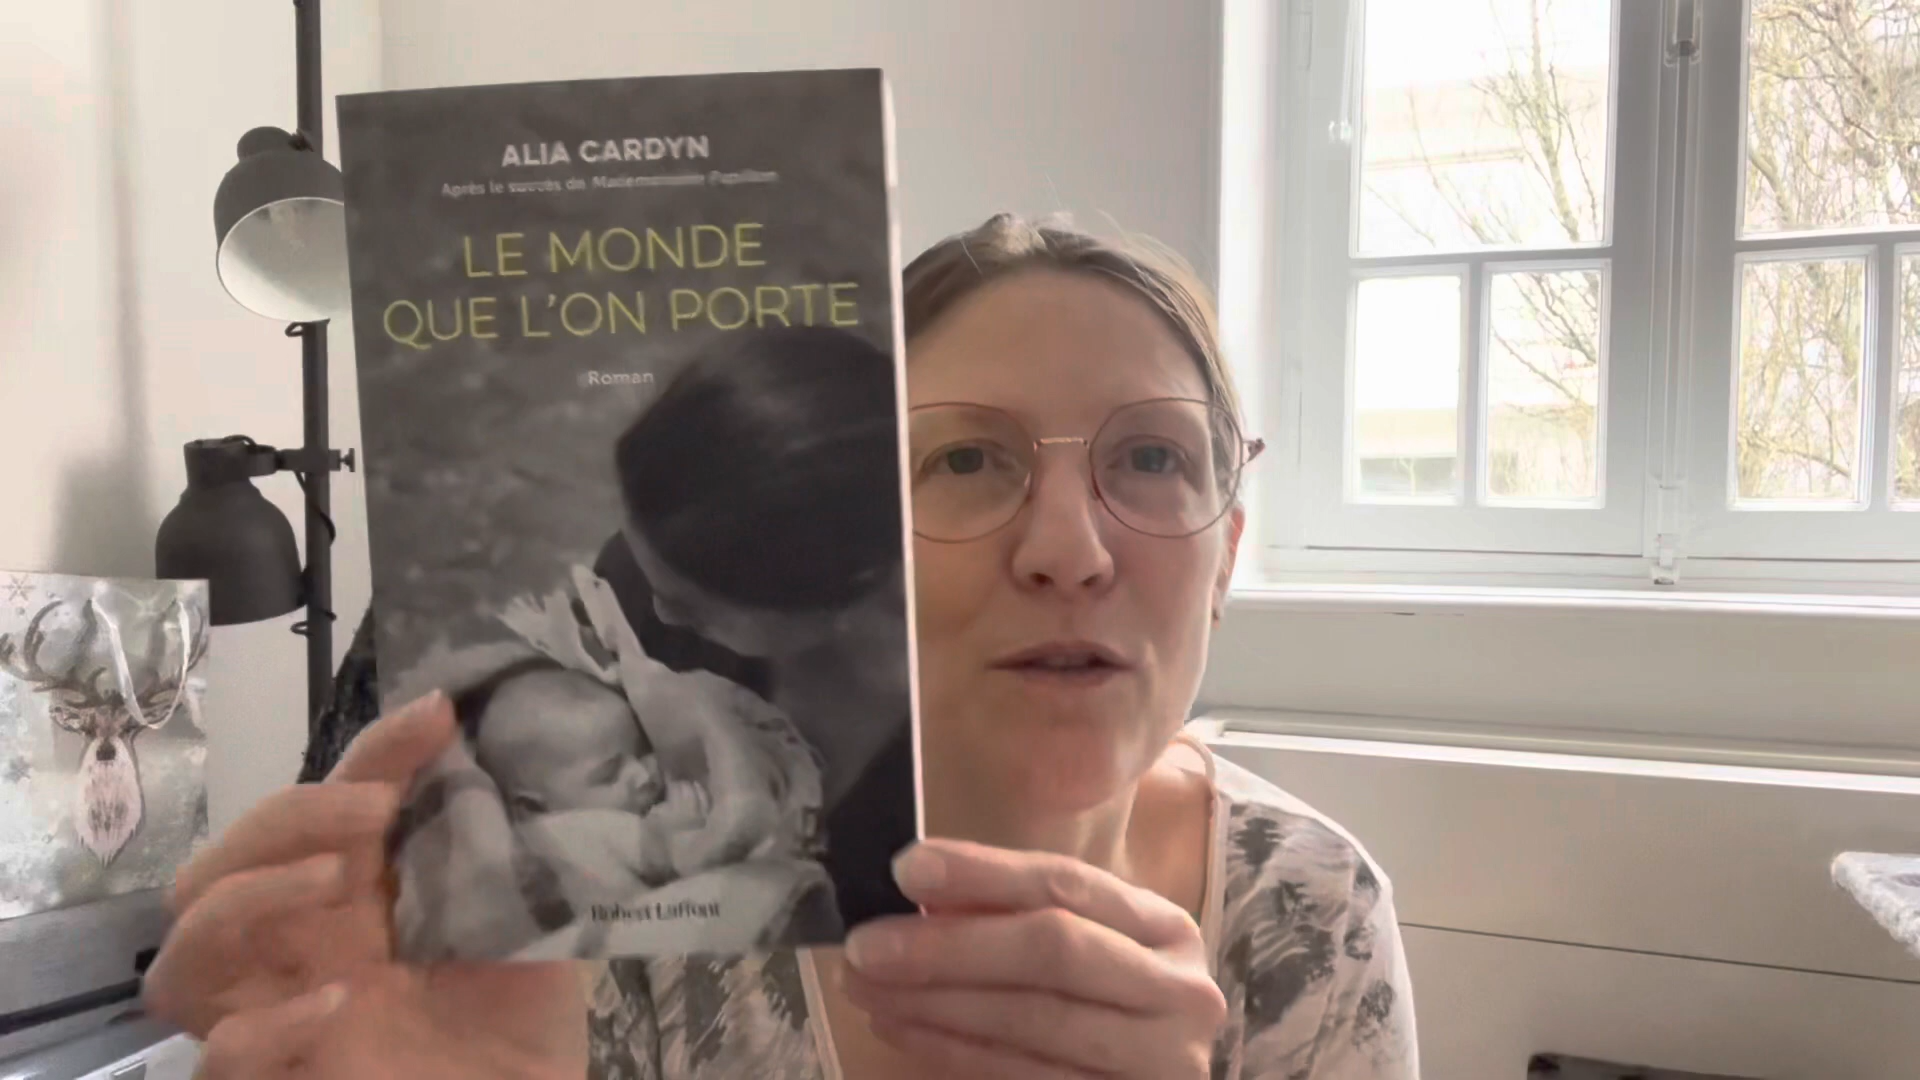 ALIA CARDYN
Après le succès de Mademoiselle Papillon
LE MONDE
QUE L'ON PORTE
Roman
Robert Laffont